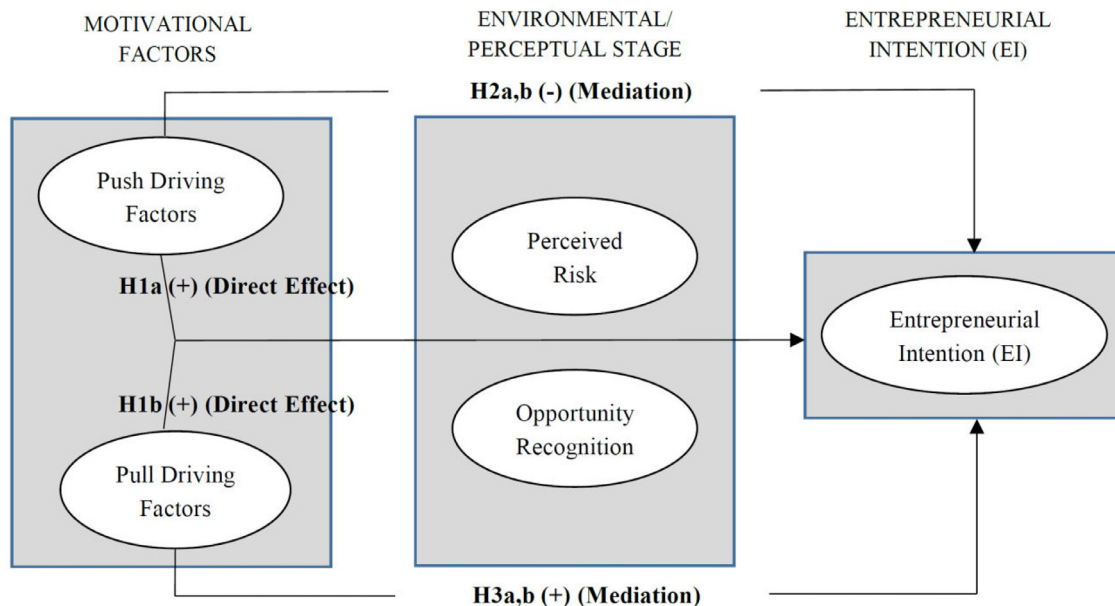 MOTIVATIONAL
FACTORS
ENVIRONMENTAL/
PERCEPTUAL STAGE
ENTREPRENEURIAL
INTENTION (EI)
H2a,b (-) (Mediation)
Push Driving
Factors
Perceived
Risk
H1a (+) (Direct Effect)
Entrepreneurial
Intention (EI)
H1b (+) (Direct Effect)
Opportunity
Recognition
Pull Driving
Factors
H3a,b (+) (Mediation)